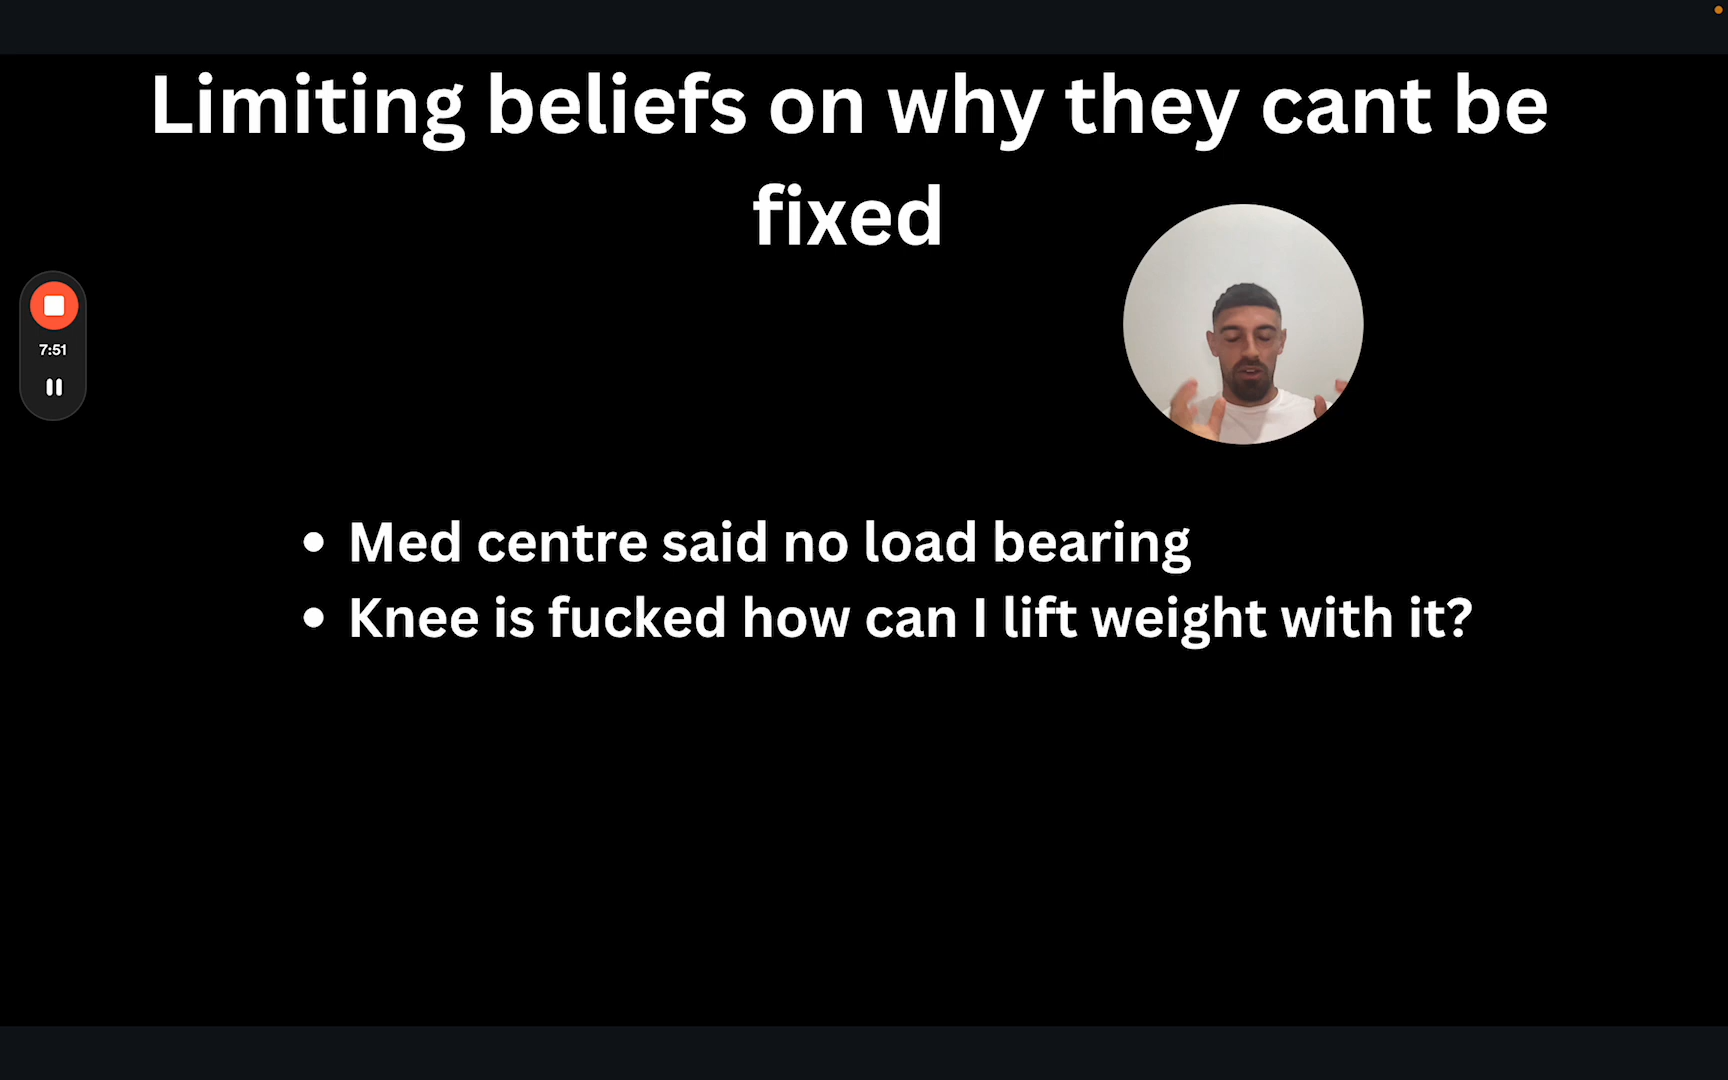 Limiting beliefs on why they cant be
fixed
7:51
• Med centre said no load bearing
• Knee is fucked how can I lift weight with it?